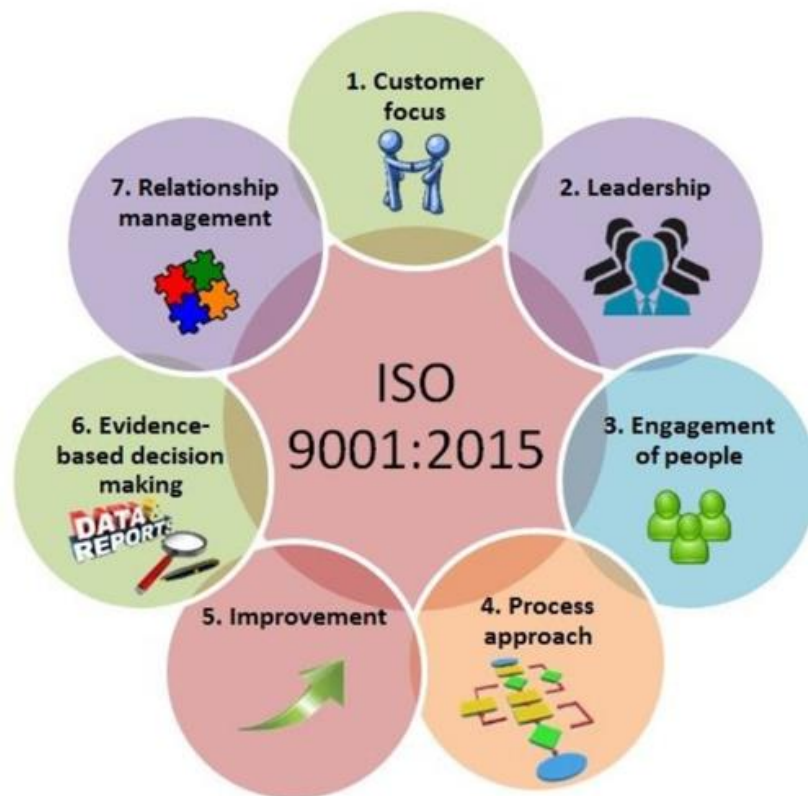 1. Customer
focus
2. Leadership
3. Engagement
of people
4. Process
approach
5. Improvement
6. Evidence-
based decision
making
DATA &
REPORTS
7. Relationship
management
ISO
9001:2015